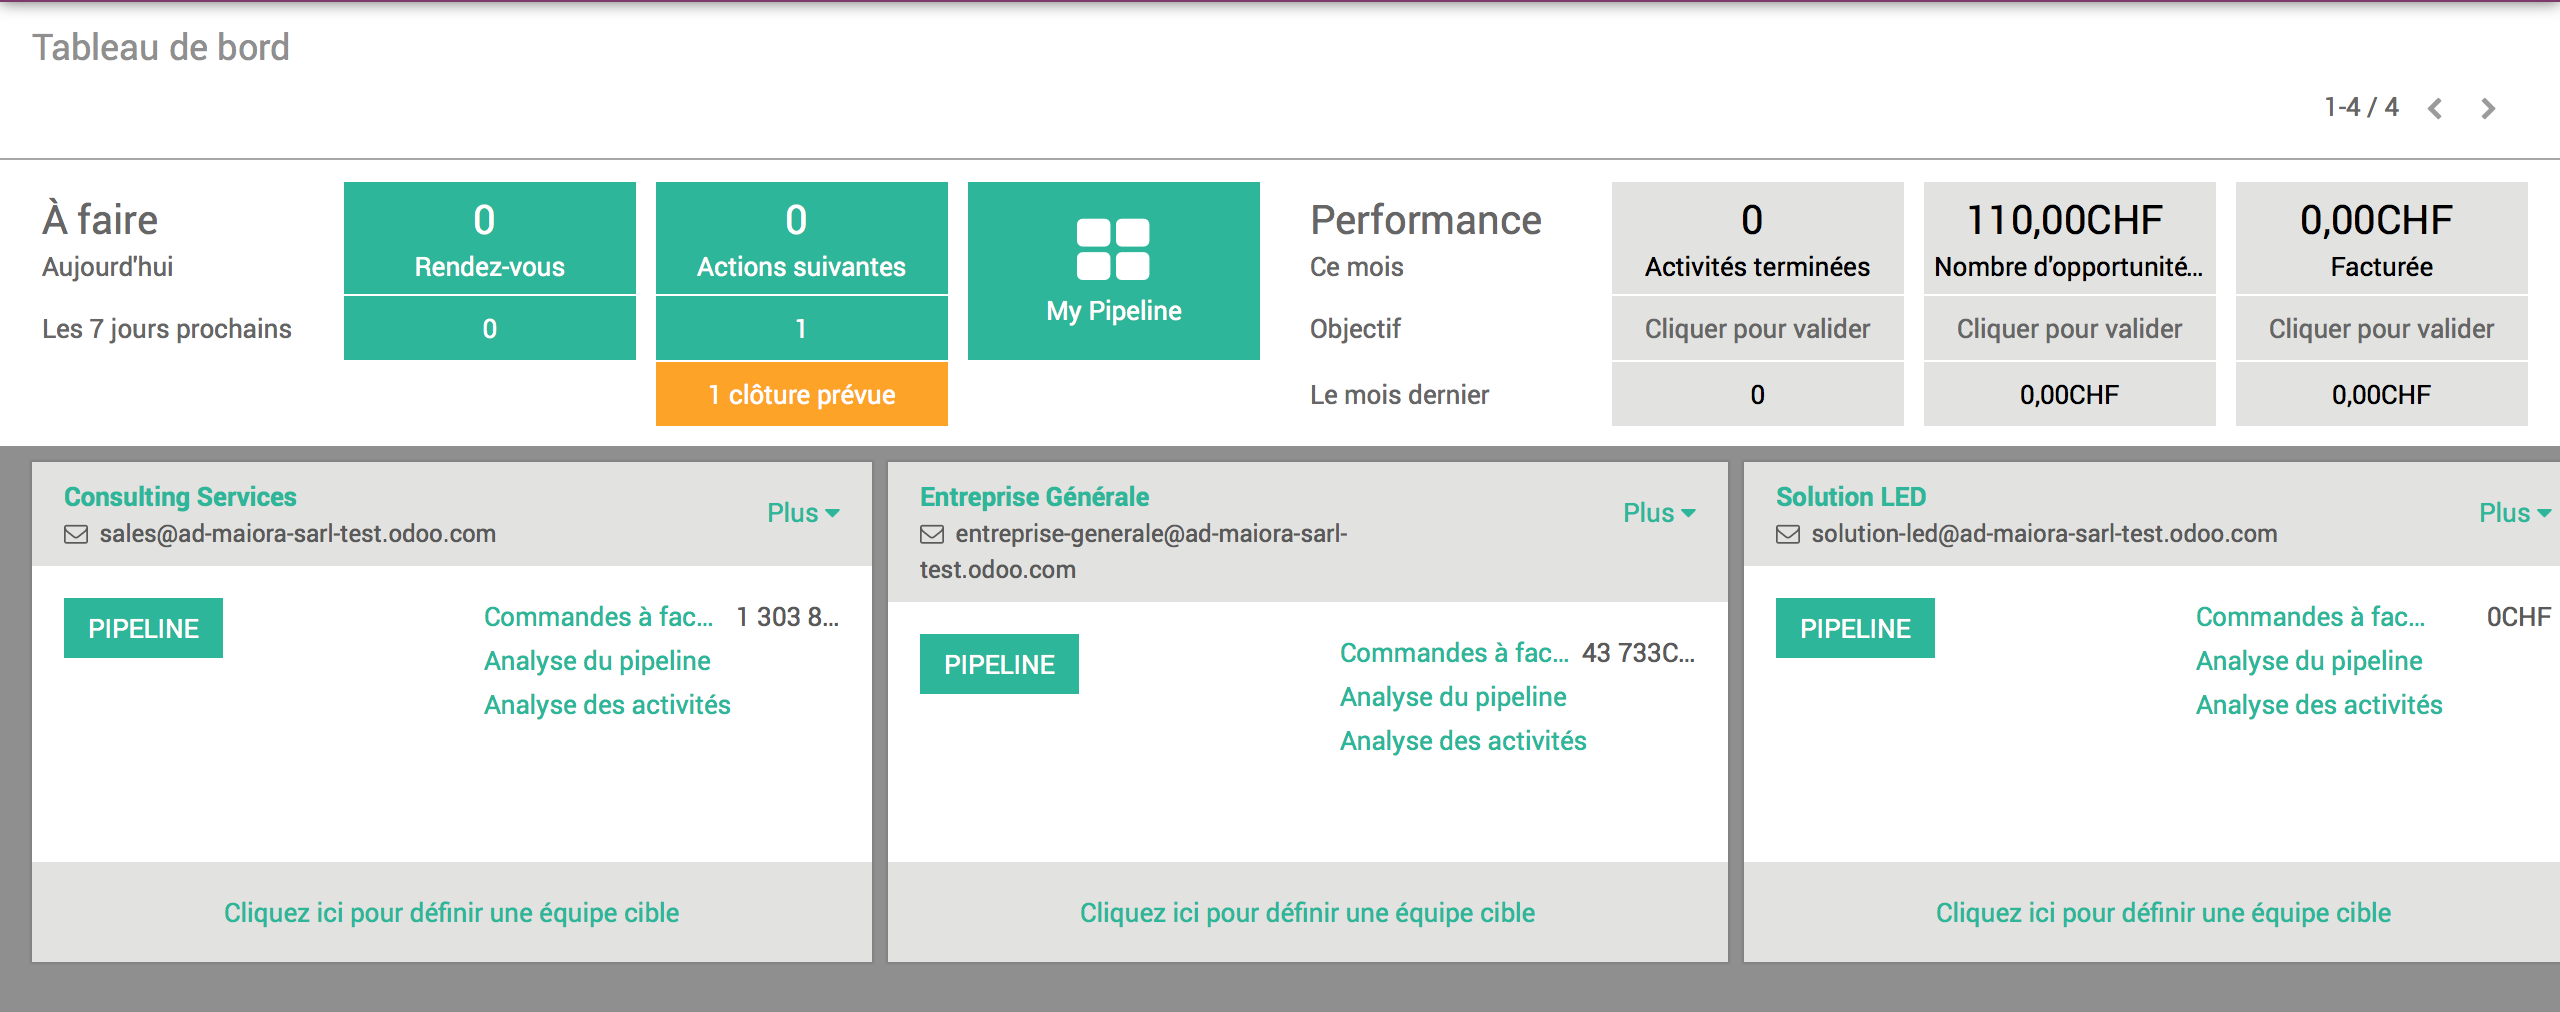 Tableau de bord
1-4 / 4
À faire
Aujourd'hui
Les 7 jours prochains
0
Rendez-vous
0
0
Actions suivantes
1
1 clôture prévue
My Pipeline
Performance
Ce mois
Objectif
Le mois dernier
0
Activités terminées
Cliquer pour valider
0
110,00CHF
Nombre d'opportunité...
Cliquer pour valider
0,00CHF
0,00CHF
Facturée
Cliquer pour valider
0,00CHF
Consulting Services
sales@ad-maiora-sarl-test.odoo.com
Plus
PIPELINE
Commandes à fac... 1 303 8...
Analyse du pipeline
Analyse des activités
Cliquez ici pour définir une équipe cible
Entreprise Générale
entreprise-generale@ad-maiora-sarl-
test.odoo.com
Plus
PIPELINE
Commandes à fac... 43 733C...
Analyse du pipeline
Analyse des activités
Cliquez ici pour définir une équipe cible
Solution LED
solution-led@ad-maiora-sarl-test.odoo.com
Plus
PIPELINE
Commandes à fac... 0CHF
Analyse du pipeline
Analyse des activités
Cliquez ici pour définir une équipe cible